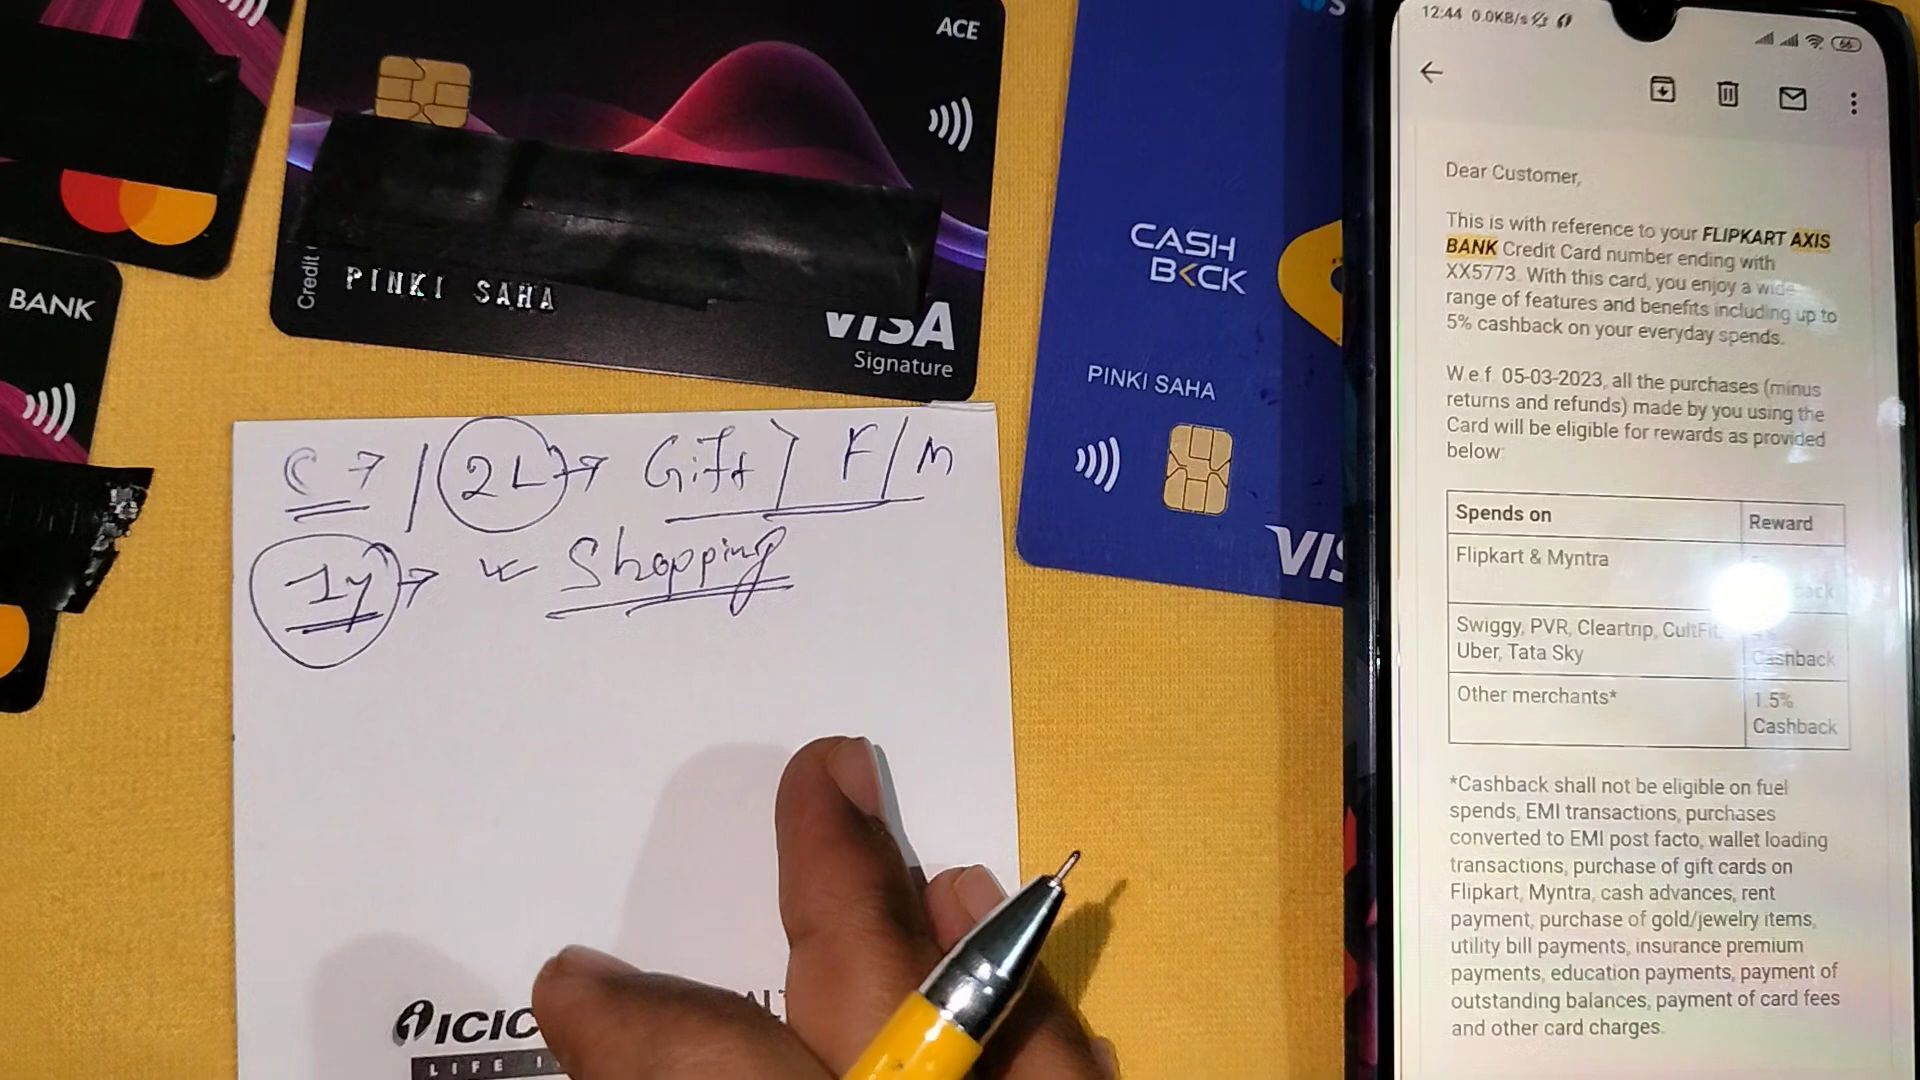 ACE
Credit
PINKI SAHA
VISA
Signature
BANK
CASH
BACK
PINKI SAHA
C → / 2L → Gift > F/M
1y → Shopping
ICIC
LIFE I
12:44 0.0KB/s
66
Dear Customer,
This is with reference to your FLIPKART AXIS
BANK Credit Card number ending with
XX5773. With this card, you enjoy a wide
range of features and benefits including up to
5% cashback on your everyday spends.
W.e.f. 05-03-2023, all the purchases (minus
returns and refunds) made by you using the
Card will be eligible for rewards as provided
below
Spends on Reward
Flipkart & Myntra
Swiggy, PVR, Cleartrip, CultFit,
Uber, Tata Sky
Cashback
Other merchants* 1.5%
Cashback
*Cashback shall not be eligible on fuel
spends, EMI transactions, purchases
converted to EMI post facto, wallet loading
transactions, purchase of gift cards on
Flipkart, Myntra, cash advances, rent
payment, purchase of gold/jewelry items,
utility bill payments, insurance premium
payments, education payments, payment of
outstanding balances, payment of card fees
and other card charges.